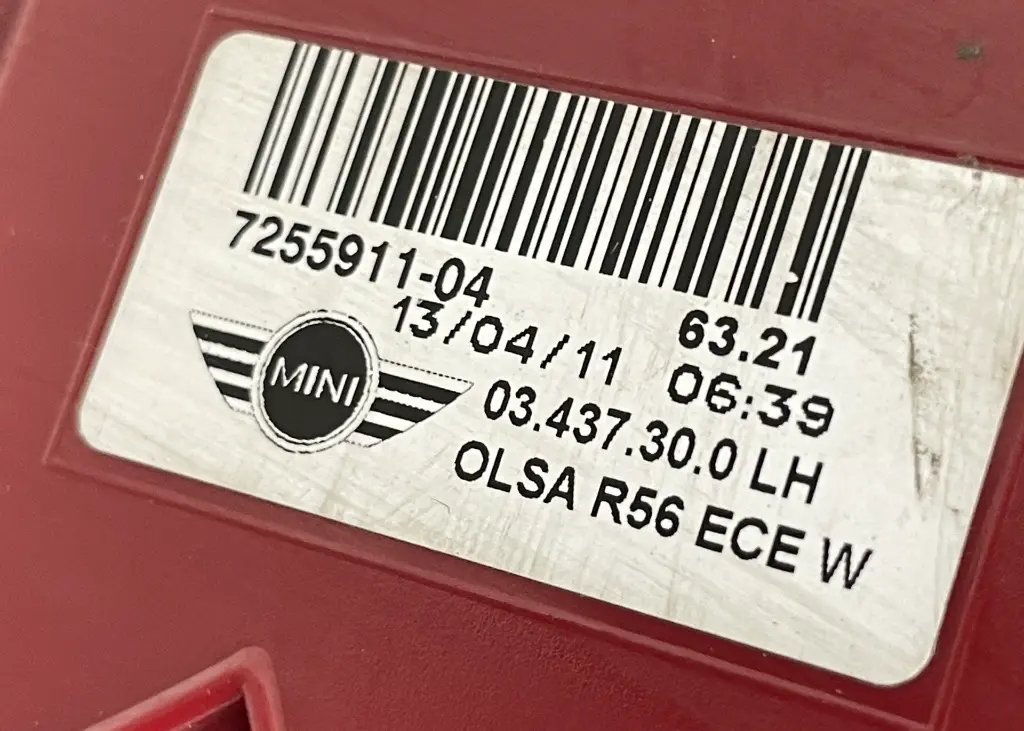 7255911-04
63.21
13/04/11 06:39
MINI
03.437.30.0 LH
OLSA R56 ECE W